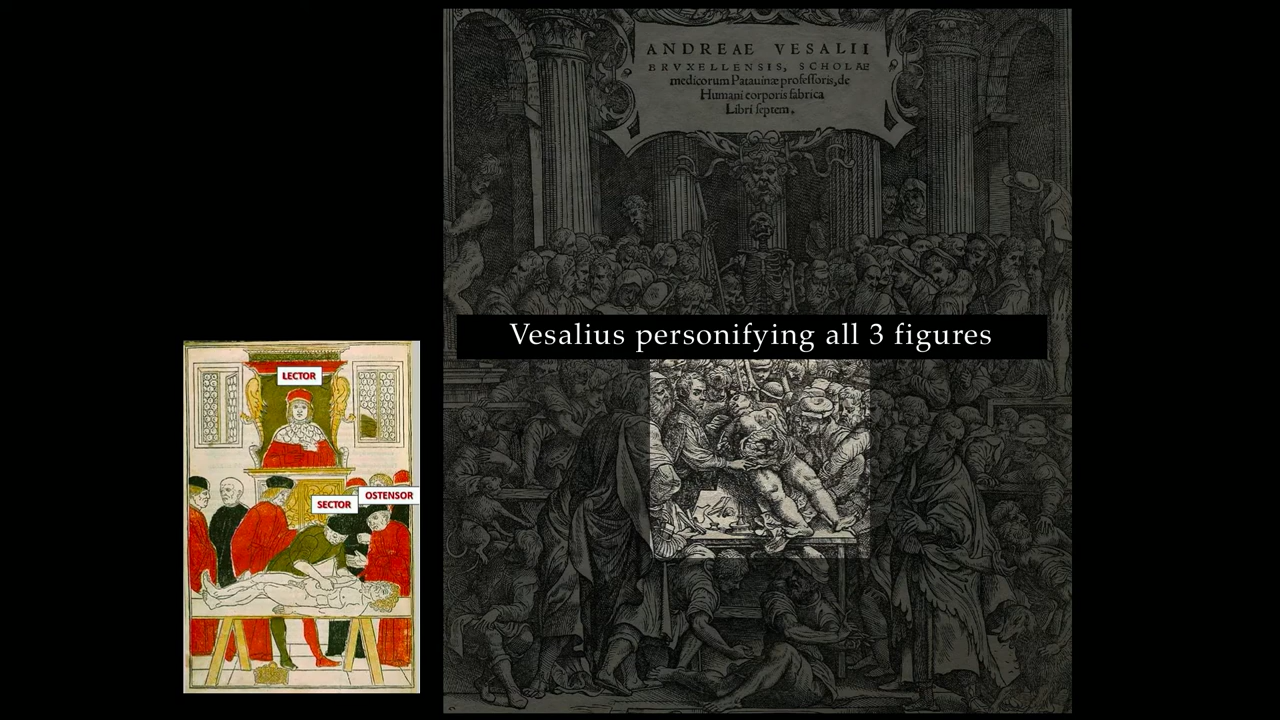 ANDREAE VESALII
BRVXELLENSIS, SCHOLAE
medicorum Patauinæ profeſſoris, de
Humani corporis fabrica
Libri ſeptem.
Vesalius personifying all 3 figures
LECTOR
SECTOR
OSTENSOR